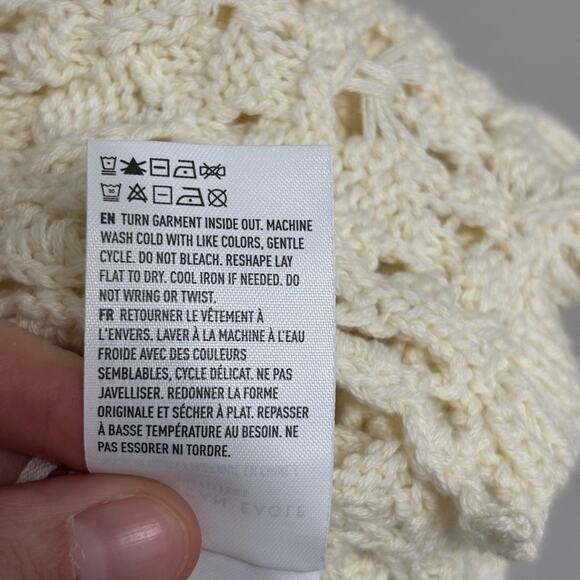 EN TURN GARMENT INSIDE OUT. MACHINE
WASH COLD WITH LIKE COLORS, GENTLE
CYCLE. DO NOT BLEACH. RESHAPE LAY
FLAT TO DRY. COOL IRON IF NEEDED. DO
NOT WRING OR TWIST.
FR RETOURNER LE VÊTEMENT À
L'ENVERS. LAVER À LA MACHINE À L'EAU
FROIDE AVEC DES COULEURS
SEMBLABLES, CYCLE DÉLICAT. NE PAS
JAVELLISER. REDONNER LA FORME
ORIGINALE ET SÉCHER À PLAT. REPASSER
À BASSE TEMPÉRATURE AU BESOIN. NE
PAS ESSORER NI TORDRE.
EAGLE